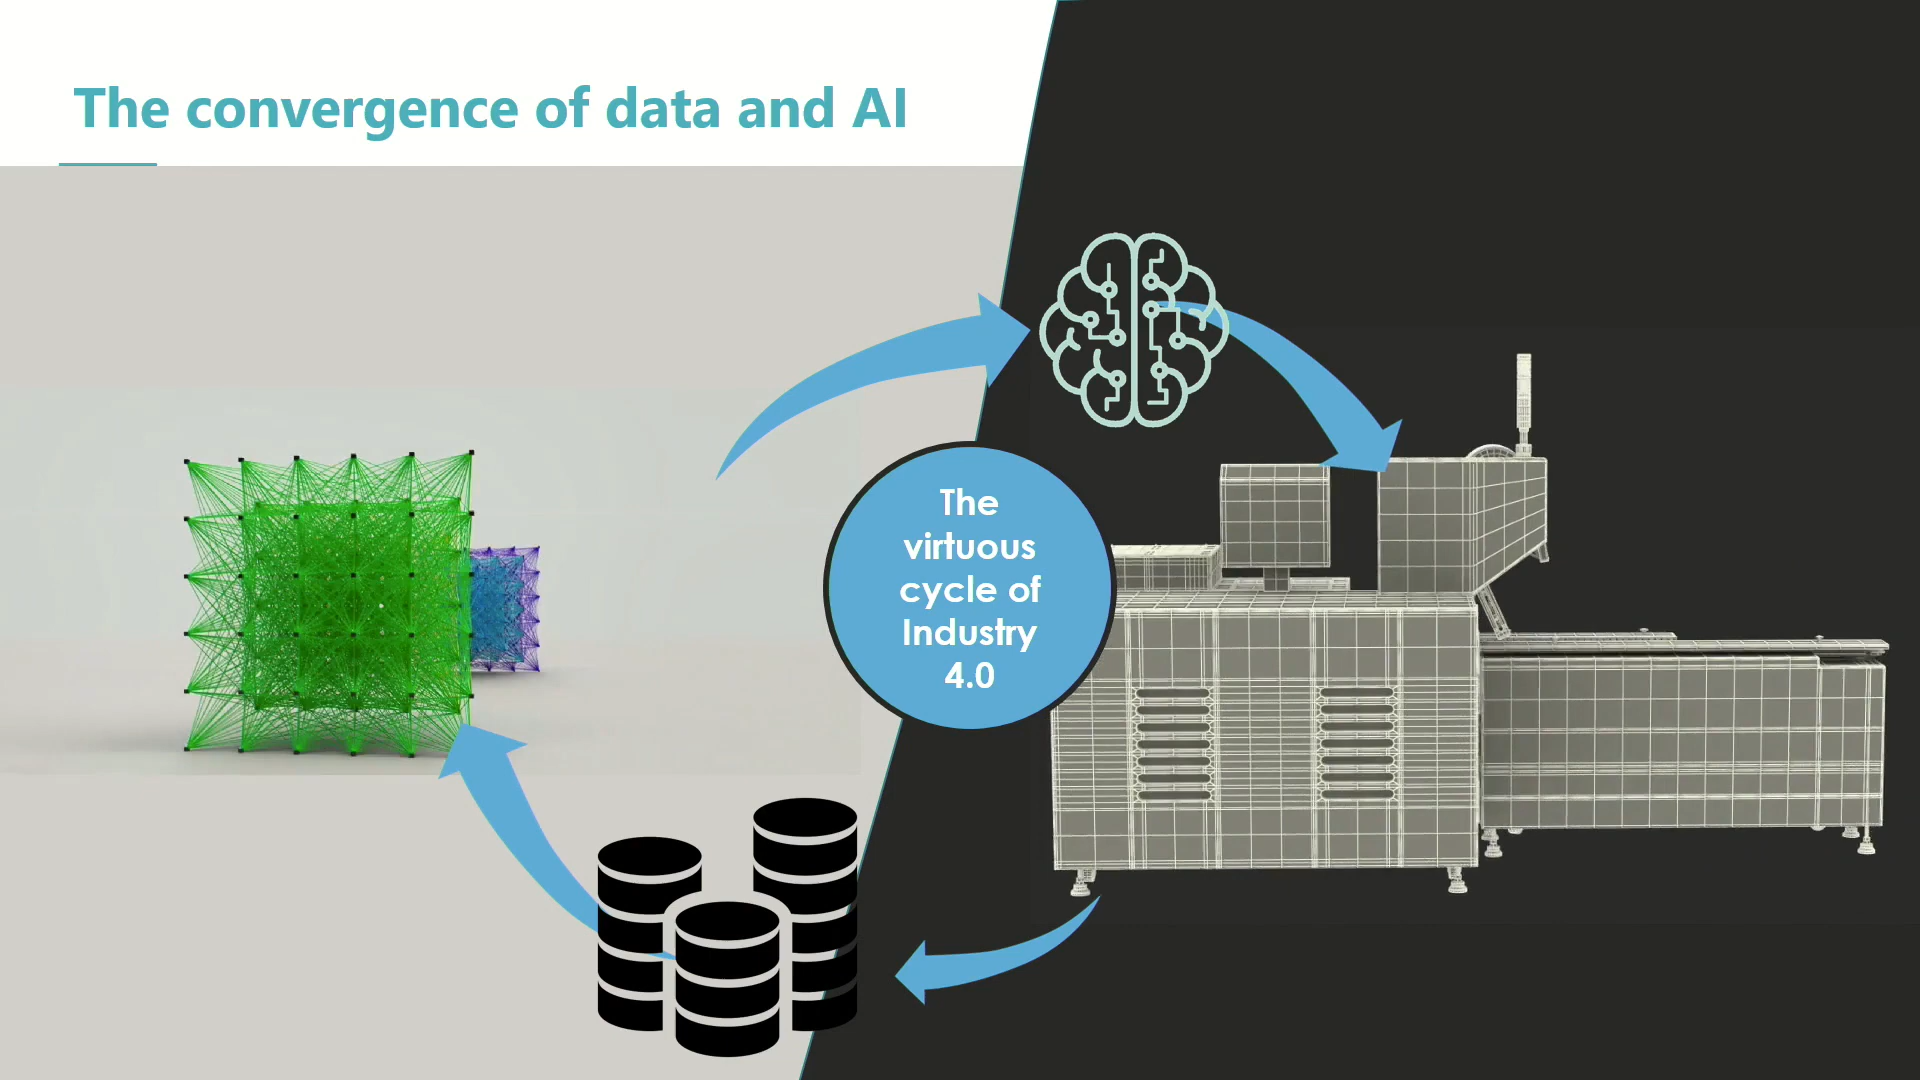 The convergence of data and AI
The
virtuous
cycle of
Industry
4.0